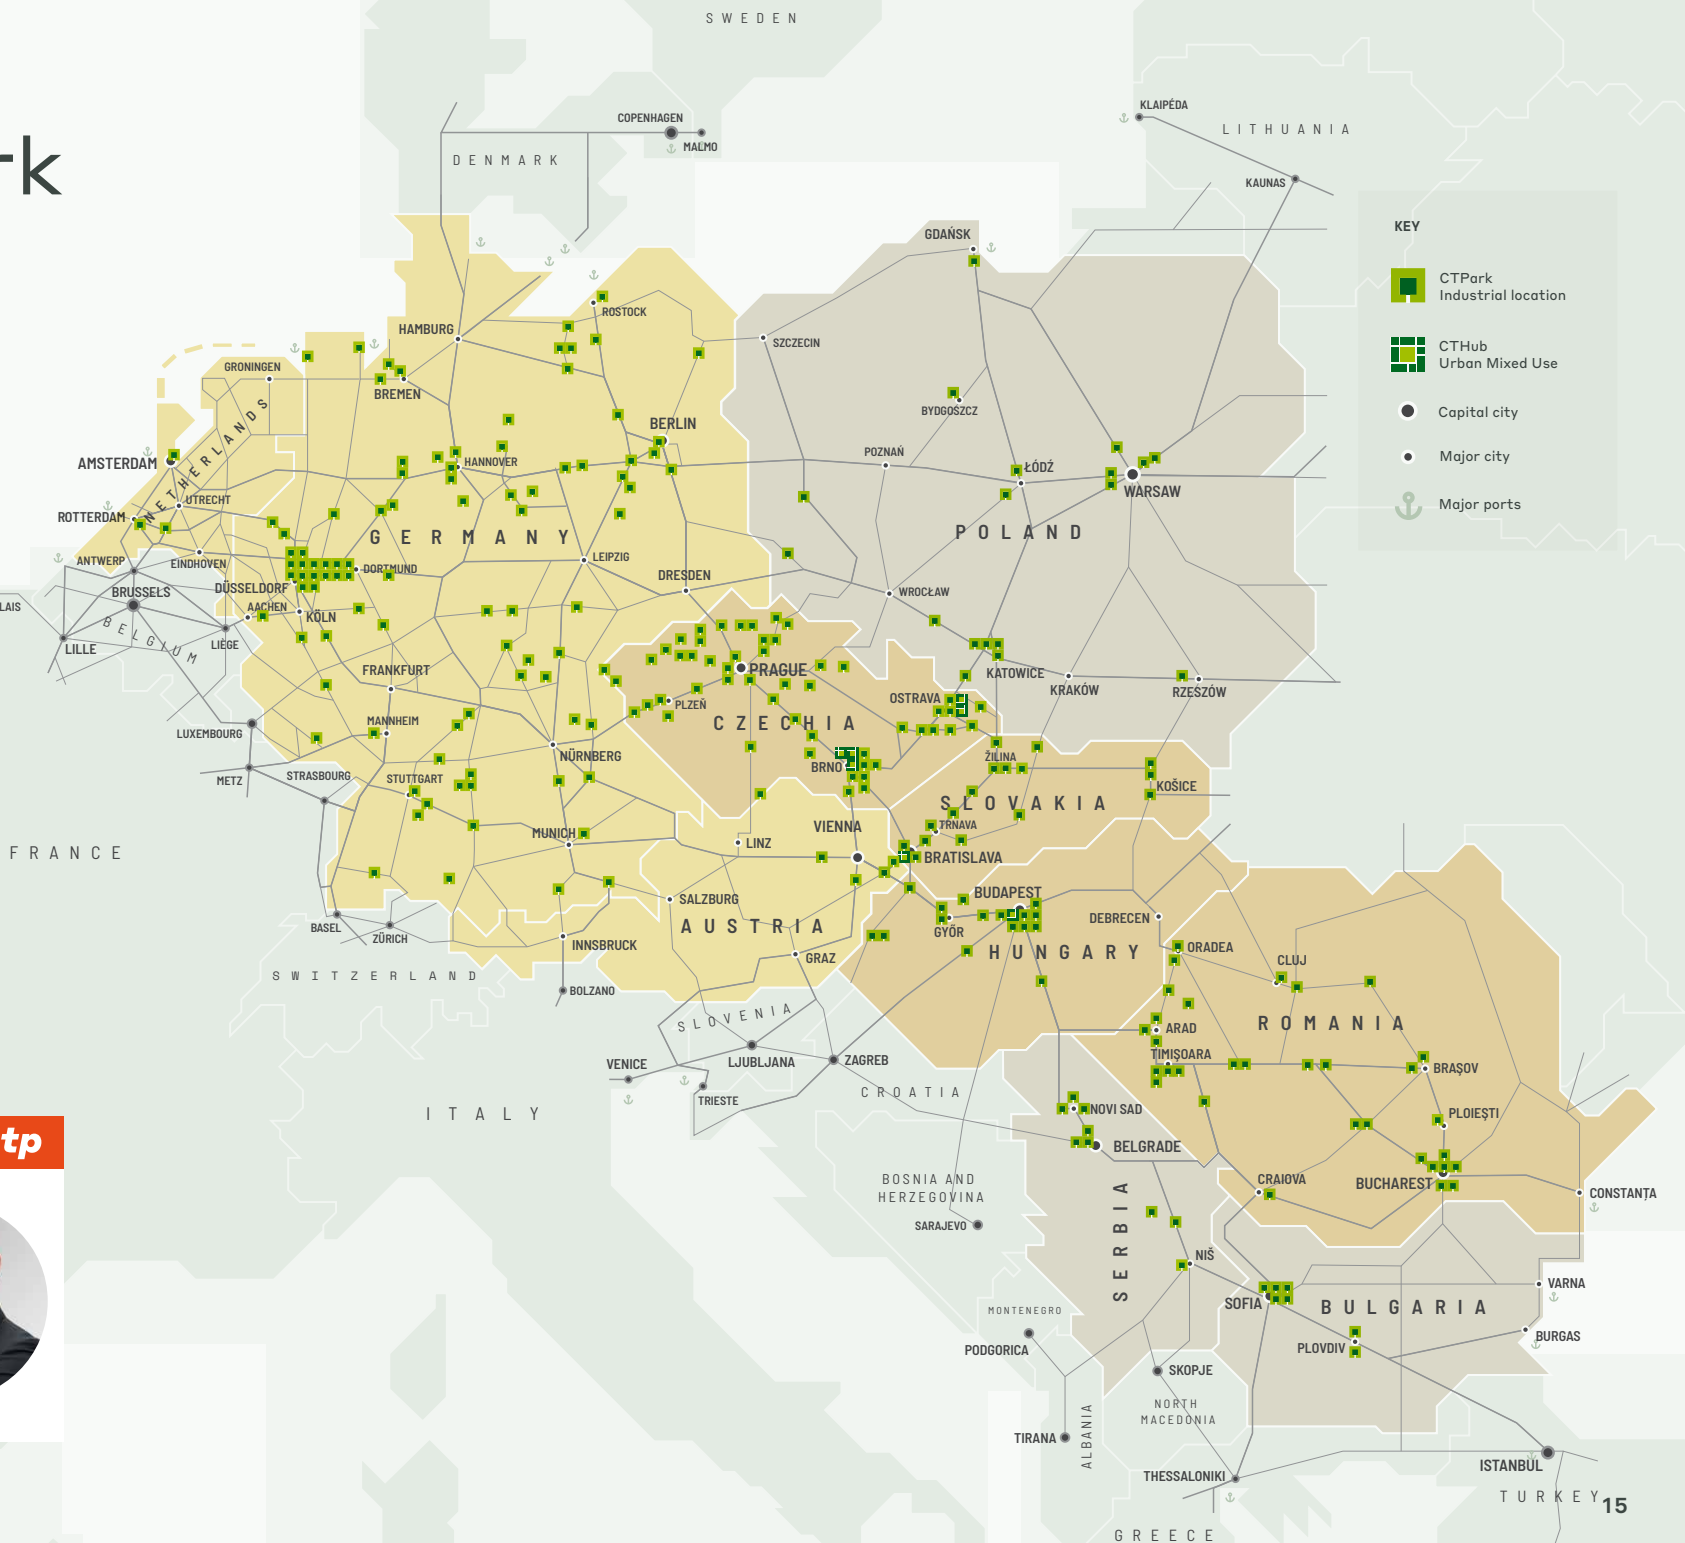 SWEDEN
rk
COPENHAGEN
MALMO
DENMARK
KLAIPĖDA
LITHUANIA
KAUNAS
KEY
CTPark
Industrial location
CTHub
Urban Mixed Use
Capital city
Major city
Major ports
GDAŃSK
ROSTOCK
HAMBURG
SZCZECIN
GRONINGEN
BREMEN
BYDGOSZCZ
BERLIN
NETHERLANDS
AMSTERDAM
HANNOVER
POZNAŃ
ŁÓDŹ
WARSAW
UTRECHT
ROTTERDAM
GERMANY
POLAND
ANTWERP
EINDHOVEN
DORTMUND
LEIPZIG
DRESDEN
BRUSSELS
DÜSSELDORF
WROCŁAW
LAIS
AACHEN
KÖLN
BELGIUM
LIÈGE
LILLE
FRANKFURT
PRAGUE
KATOWICE
KRAKÓW
RZESZÓW
OSTRAVA
PLZEŇ
CZECHIA
LUXEMBOURG
MANNHEIM
NÜRNBERG
ŽILINA
BRNO
METZ
STRASBOURG
STUTTGART
KOŠICE
SLOVAKIA
TRNAVA
VIENNA
MUNICH
LINZ
FRANCE
BRATISLAVA
BUDAPEST
SALZBURG
DEBRECEN
BASEL
ZÜRICH
AUSTRIA
GYŐR
HUNGARY
ORADEA
INNSBRUCK
GRAZ
CLUJ
SWITZERLAND
BOLZANO
SLOVENIA
ROMANIA
ARAD
VENICE
LJUBLJANA
ZAGREB
TIMIȘOARA
BRAȘOV
TRIESTE
CROATIA
NOVI SAD
PLOIEȘTI
ITALY
tp
BELGRADE
BOSNIA AND
HERZEGOVINA
CRAIOVA
BUCHAREST
CONSTANȚA
SARAJEVO
SERBIA
NIŠ
VARNA
MONTENEGRO
SOFIA
BULGARIA
PODGORICA
PLOVDIV
BURGAS
SKOPJE
NORTH
MACEDONIA
TIRANA
ALBANIA
THESSALONIKI
ISTANBUL
TURKEY
15
GREECE